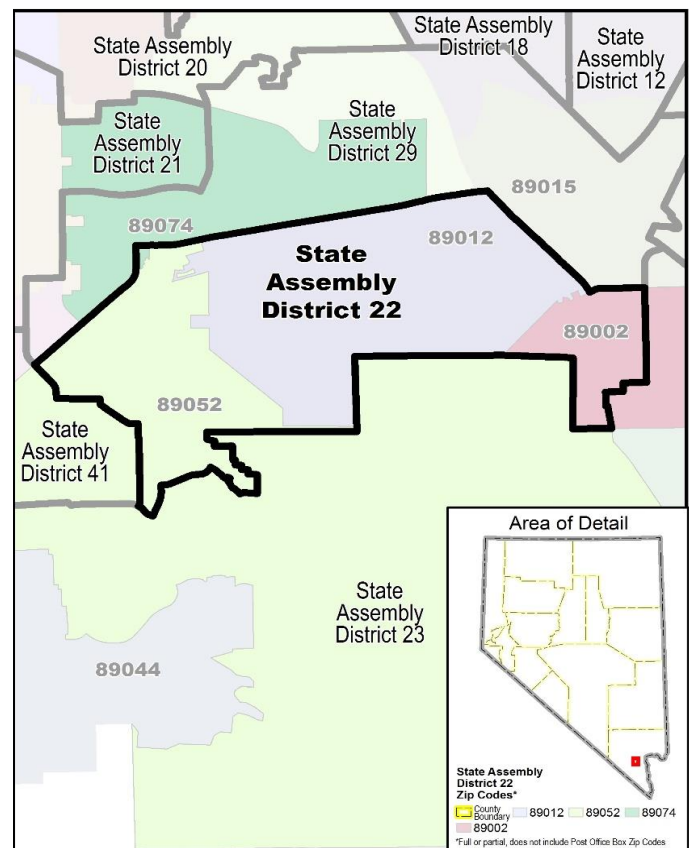 State Assembly
District 20
State
Assembly
District 18
State
Assembly
District 12
State
Assembly
District 21
State
Assembly
District 29
89015
89074
89012
State
Assembly
District 22
89002
89052
State
Assembly
District 41
State
Assembly
District 23
89044
Area of Detail
State Assembly
District 22
Zip Codes*
County
Boundary
89012
89052
89074
89002
*Full or partial, does not include Post Office Box Zip Codes